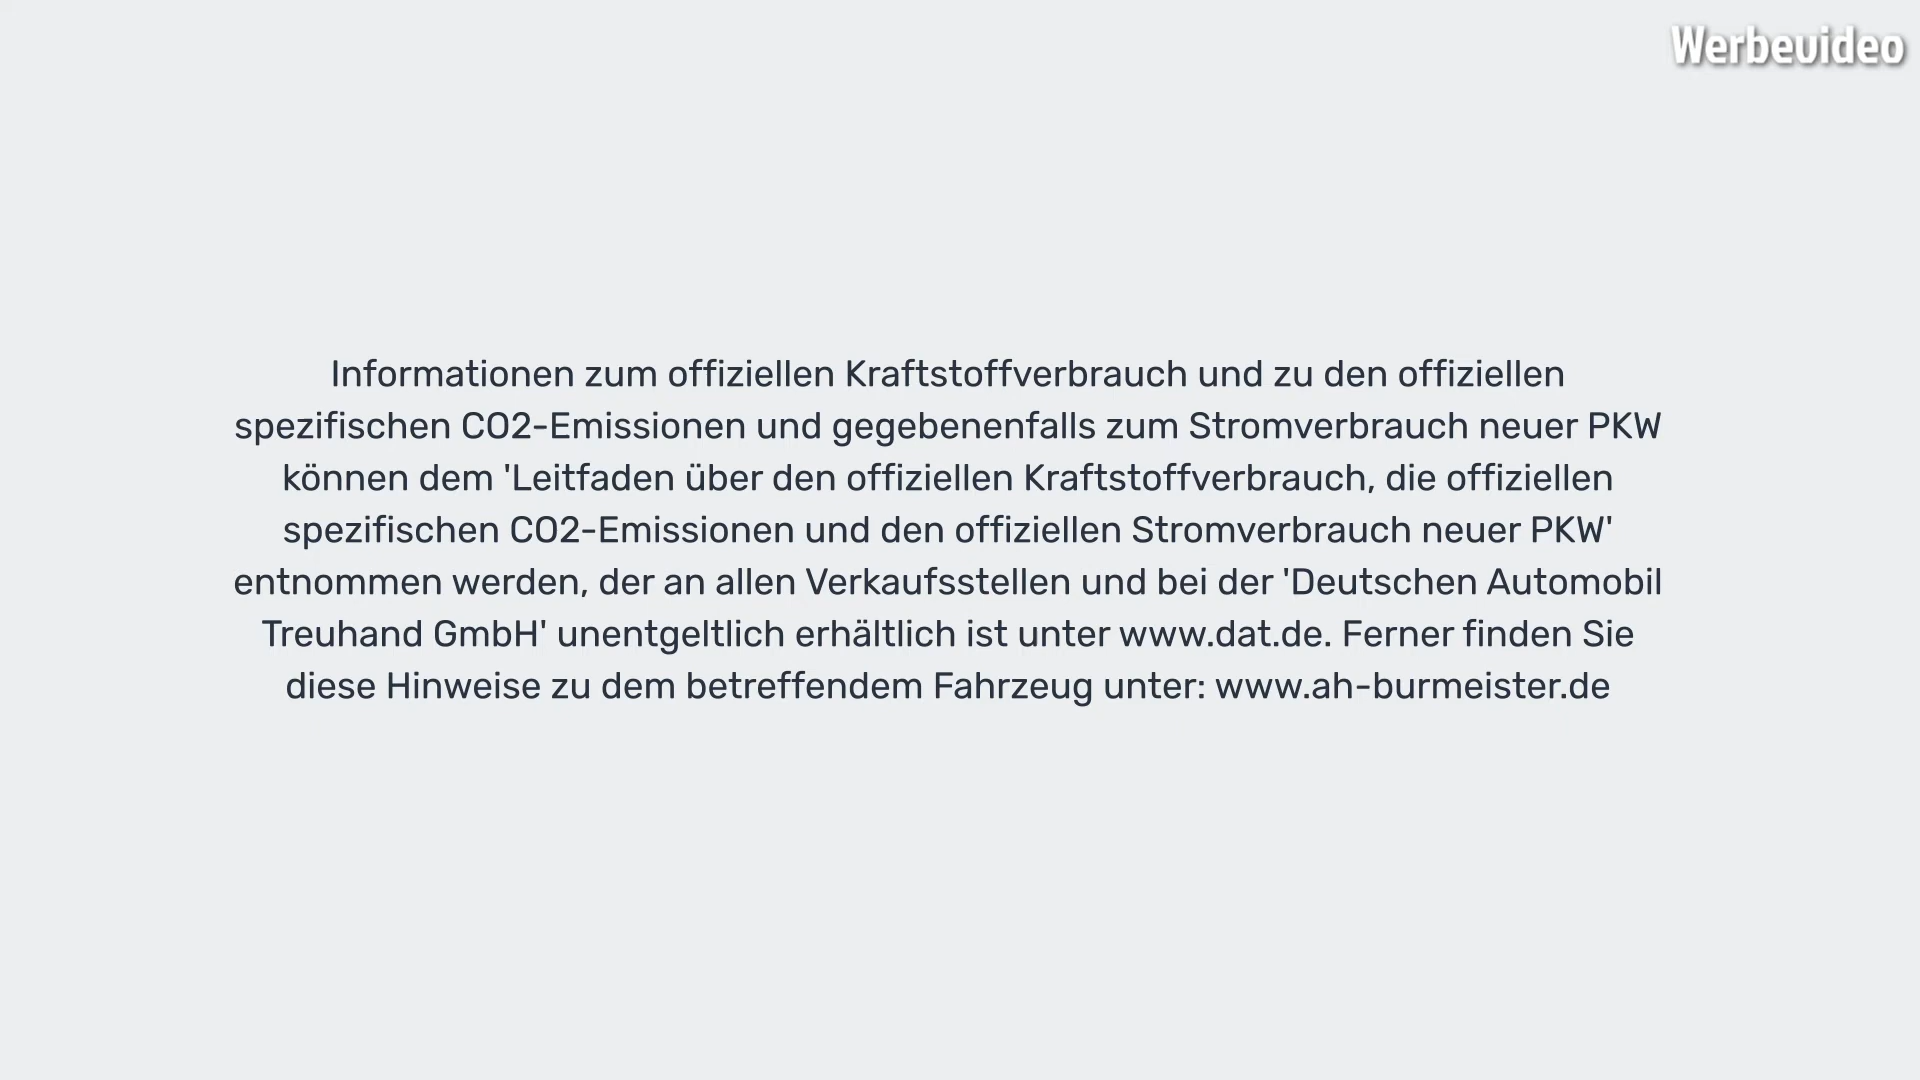 Werbevideo
Informationen zum offiziellen Kraftstoffverbrauch und zu den offiziellen
spezifischen CO2-Emissionen und gegebenenfalls zum Stromverbrauch neuer PKW
können dem 'Leitfaden über den offiziellen Kraftstoffverbrauch, die offiziellen
spezifischen CO2-Emissionen und den offiziellen Stromverbrauch neuer PKW'
entnommen werden, der an allen Verkaufsstellen und bei der 'Deutschen Automobil
Treuhand GmbH' unentgeltlich erhältlich ist unter www.dat.de. Ferner finden Sie
diese Hinweise zu dem betreffendem Fahrzeug unter: www.ah-burmeister.de